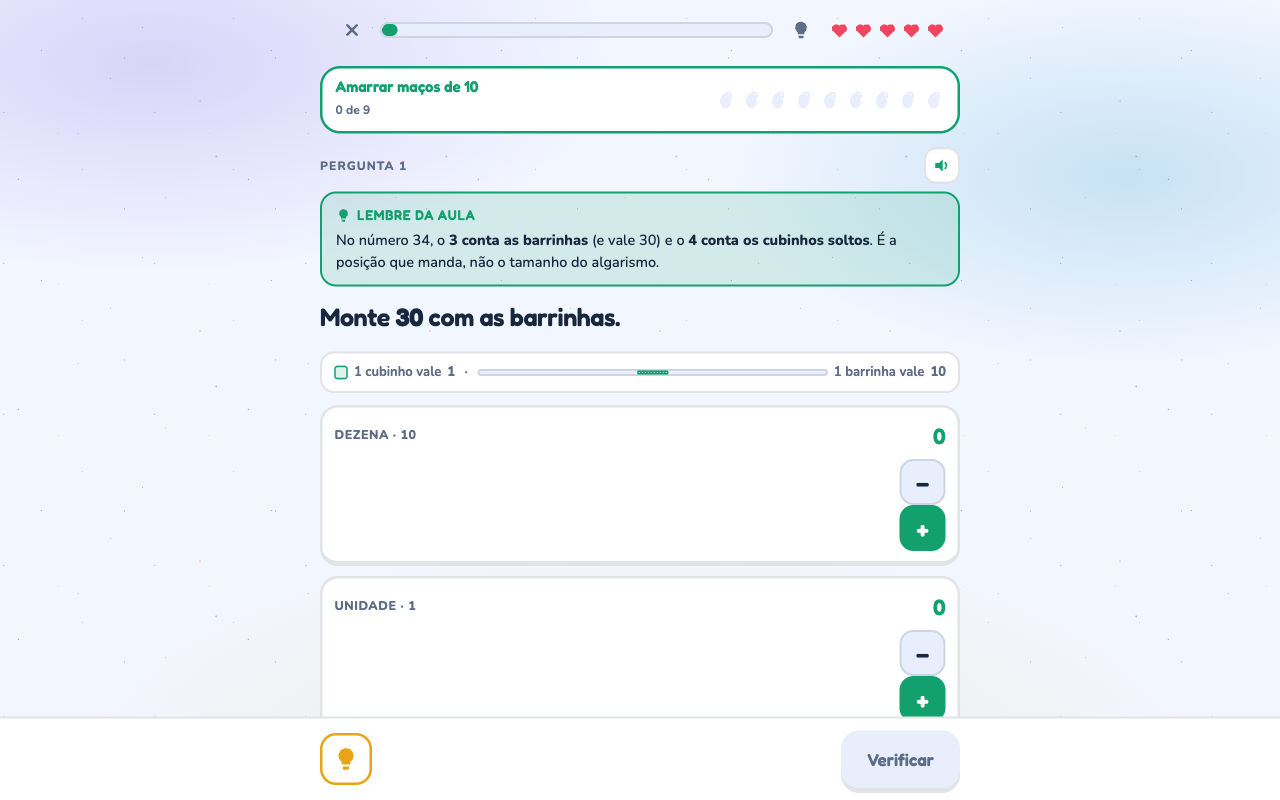 Amarrar maços de 10
0 de 9
PERGUNTA 1
LEMBRE DA AULA
No número 34, o 3 conta as barrinhas (e vale 30) e o 4 conta os cubinhos soltos. É a
posição que manda, não o tamanho do algarismo.
Monte 30 com as barrinhas.
1 cubinho vale 1 · 1 barrinha vale 10
DEZENA · 10
0
−
+
UNIDADE · 1
0
−
+
Verificar